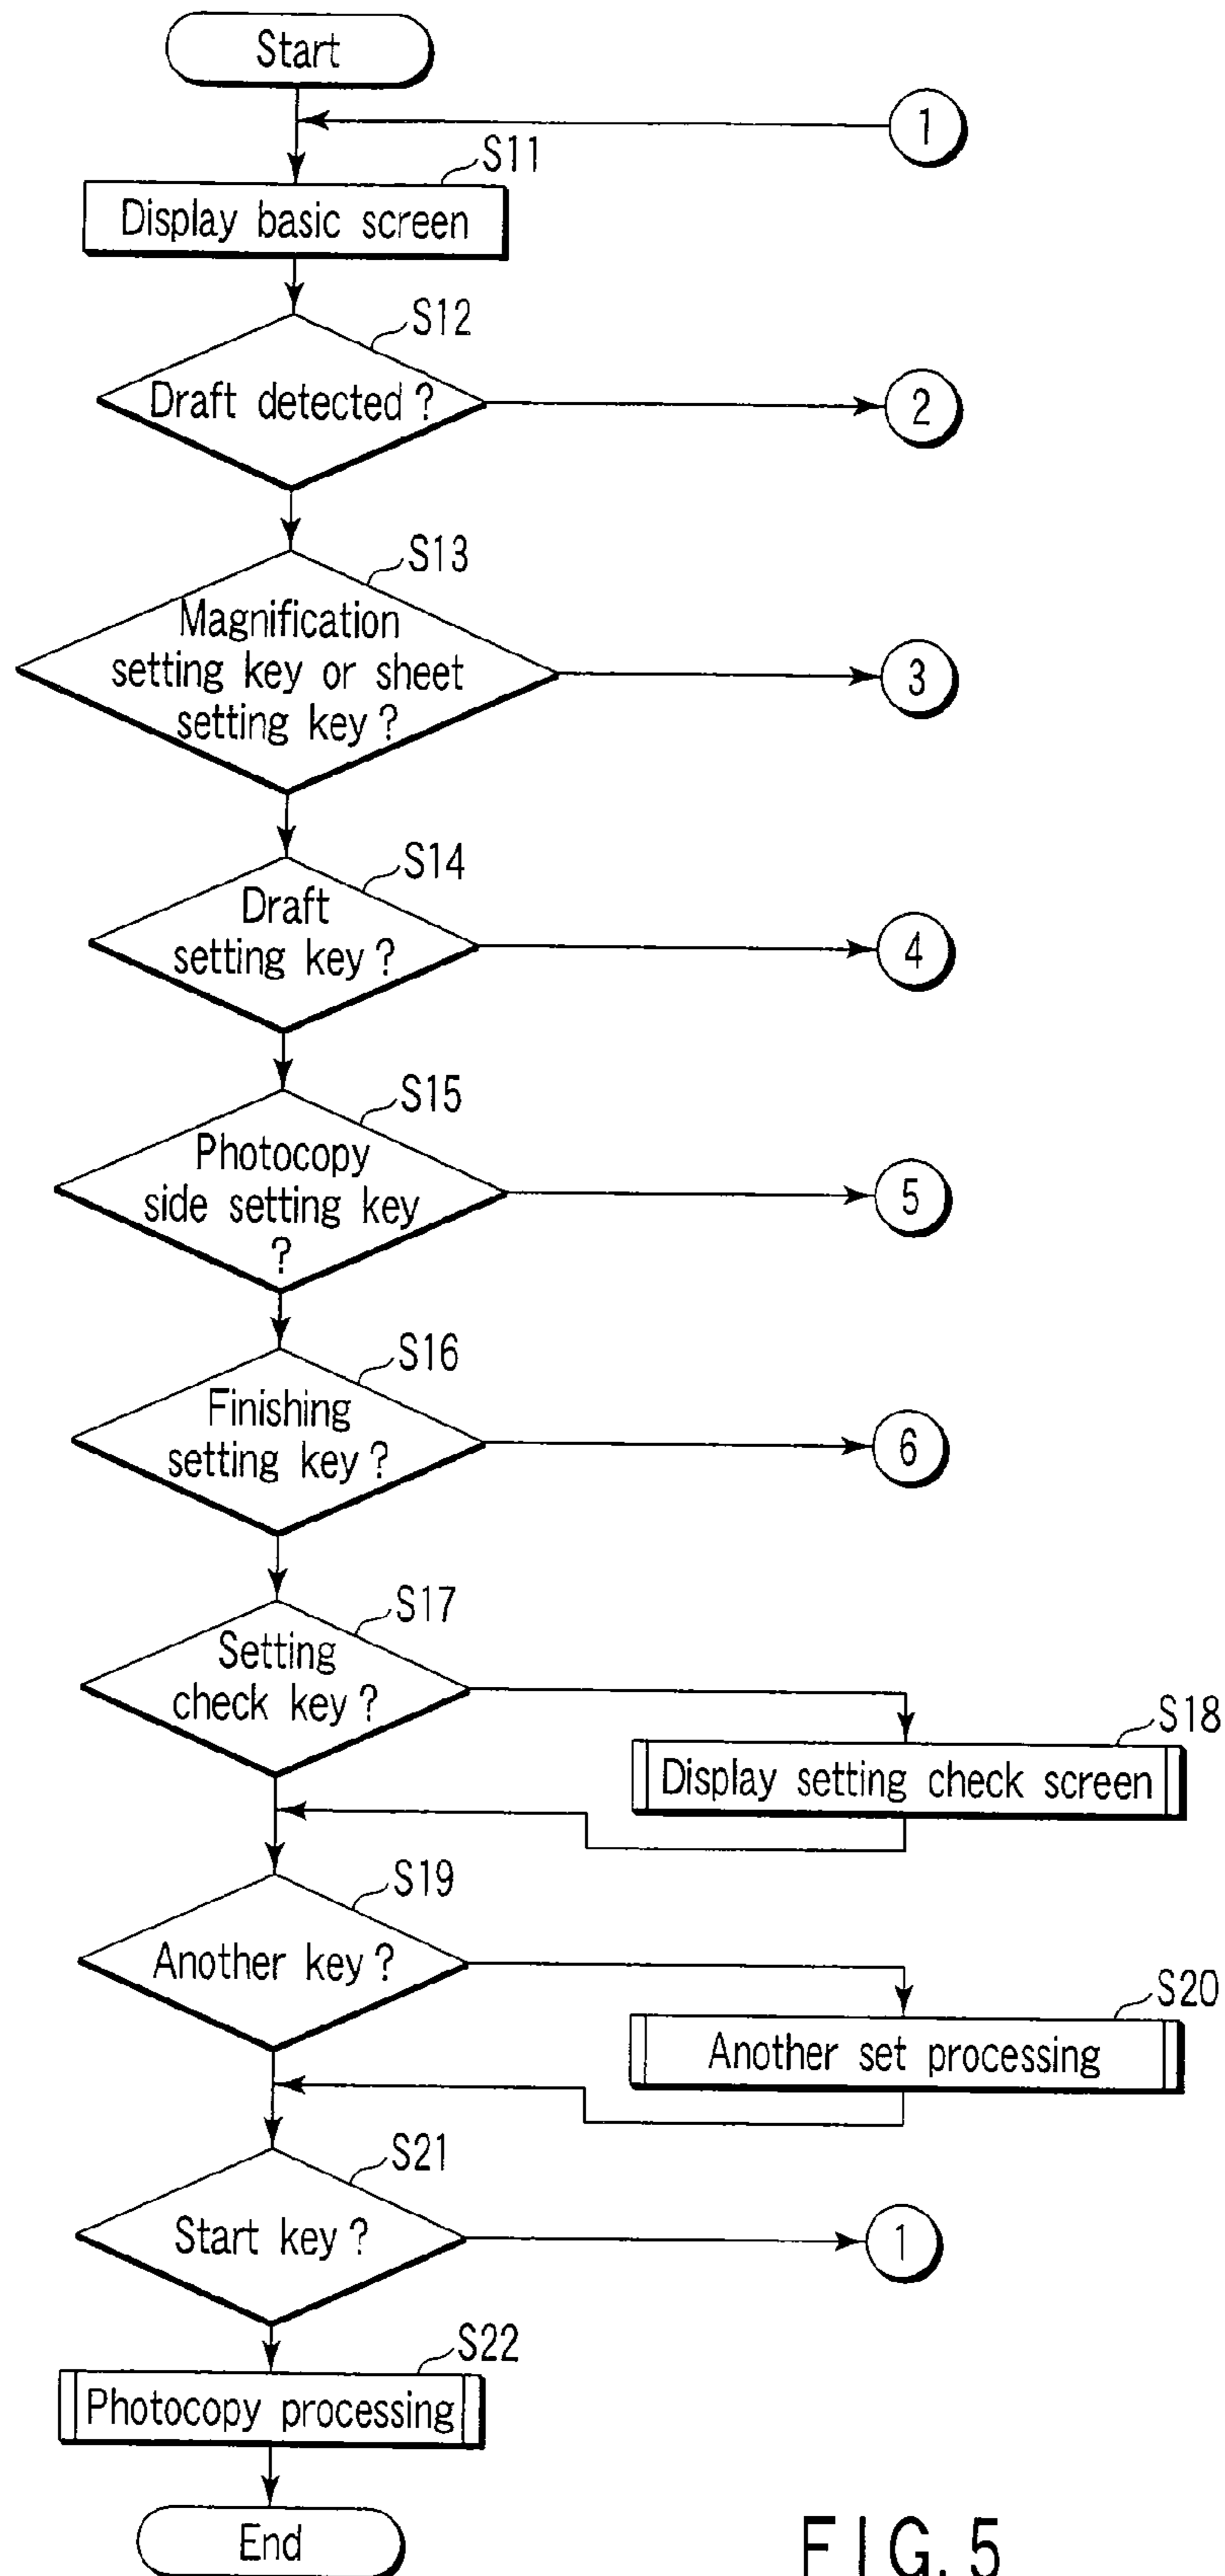 Start
1
S11
Display basic screen
S12
Draft detected ?
2
S13
Magnification
setting key or sheet
setting key ?
3
S14
Draft
setting key ?
4
S15
Photocopy
side setting key
?
5
S16
Finishing
setting key ?
6
S17
Setting
check key ?
S18
Display setting check screen
S19
Another key ?
S20
Another set processing
S21
Start key ?
1
S22
Photocopy processing
End
FIG. 5